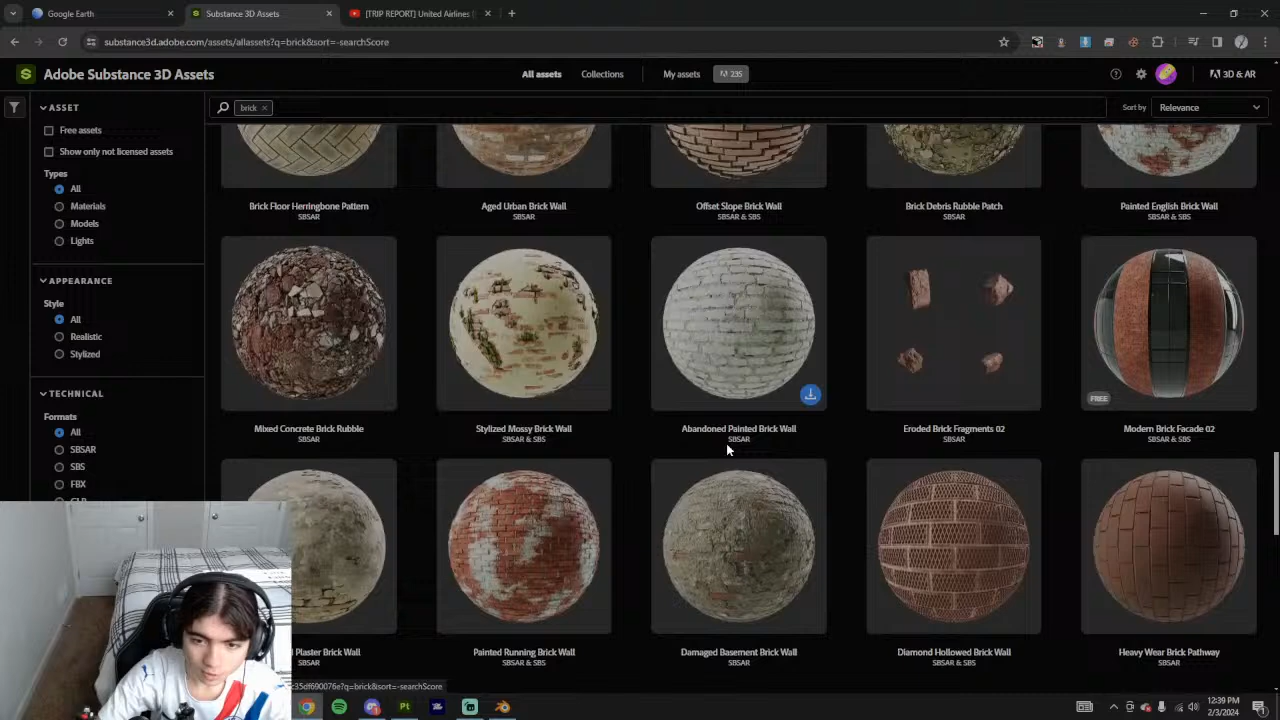 Google Earth
Substance 3D Assets
[TRIP REPORT] United Airlines |
substance3d.adobe.com/assets/allassets?q=brick&sort=-searchScore
Adobe Substance 3D Assets
All assets
Collections
My assets
235
3D & AR
ASSET
brick
Sort by
Relevance
Free assets
Show only not licensed assets
Types
All
Materials
Models
Lights
APPEARANCE
Style
All
Realistic
Stylized
TECHNICAL
Formats
All
SBSAR
SBS
FBX
Brick Floor Herringbone Pattern
SBSAR
Aged Urban Brick Wall
SBSAR
Offset Slope Brick Wall
SBSAR & SBS
Brick Debris Rubble Patch
SBSAR
Painted English Brick Wall
SBSAR & SBS
FREE
Mixed Concrete Brick Rubble
SBSAR
Stylized Mossy Brick Wall
SBSAR & SBS
Abandoned Painted Brick Wall
SBSAR
Eroded Brick Fragments 02
SBSAR
Modern Brick Facade 02
SBSAR & SBS
Plaster Brick Wall
SBSAR
Painted Running Brick Wall
SBSAR & SBS
Damaged Basement Brick Wall
SBSAR
Diamond Hollowed Brick Wall
SBSAR & SBS
Heavy Wear Brick Pathway
SBSAR
c35df690076e?q=brick&sort=-searchScore
Pt
12:39 PM
2/3/2024